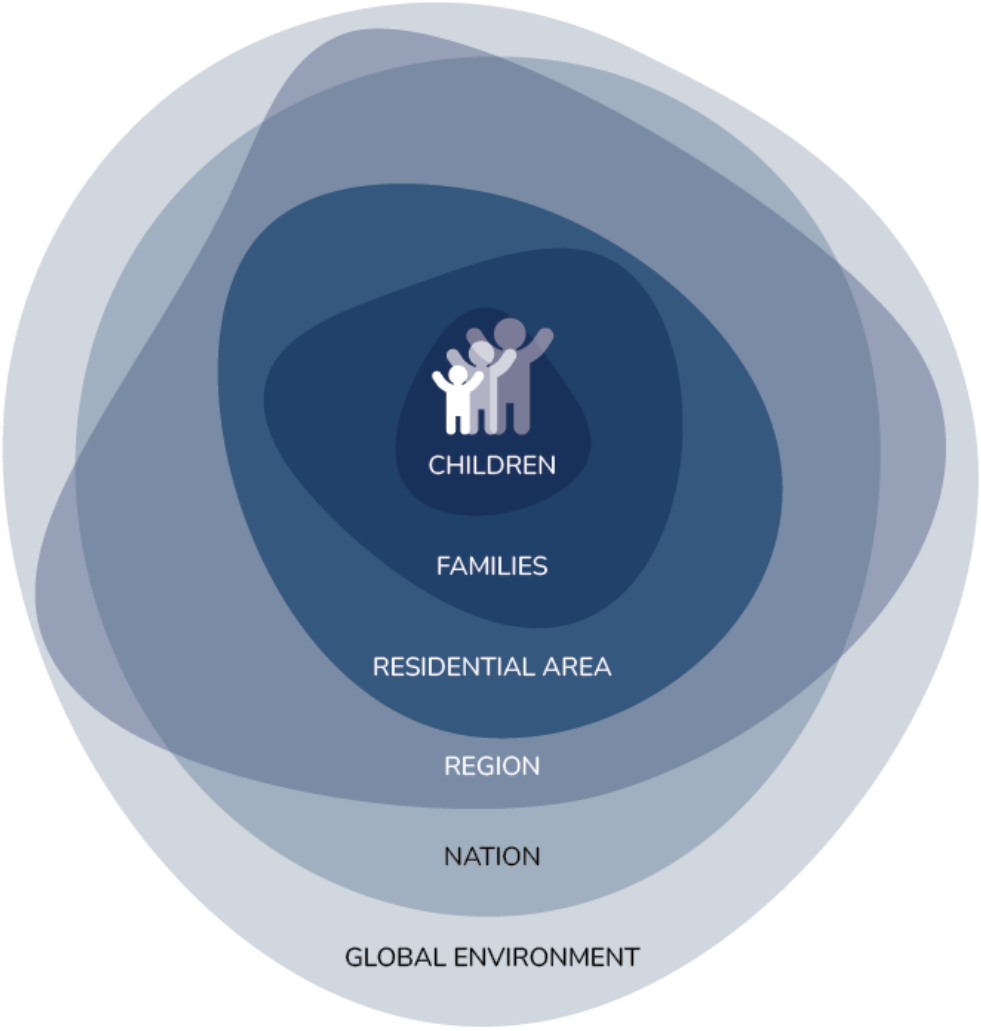 CHILDREN
FAMILIES
RESIDENTIAL AREA
REGION
NATION
GLOBAL ENVIRONMENT